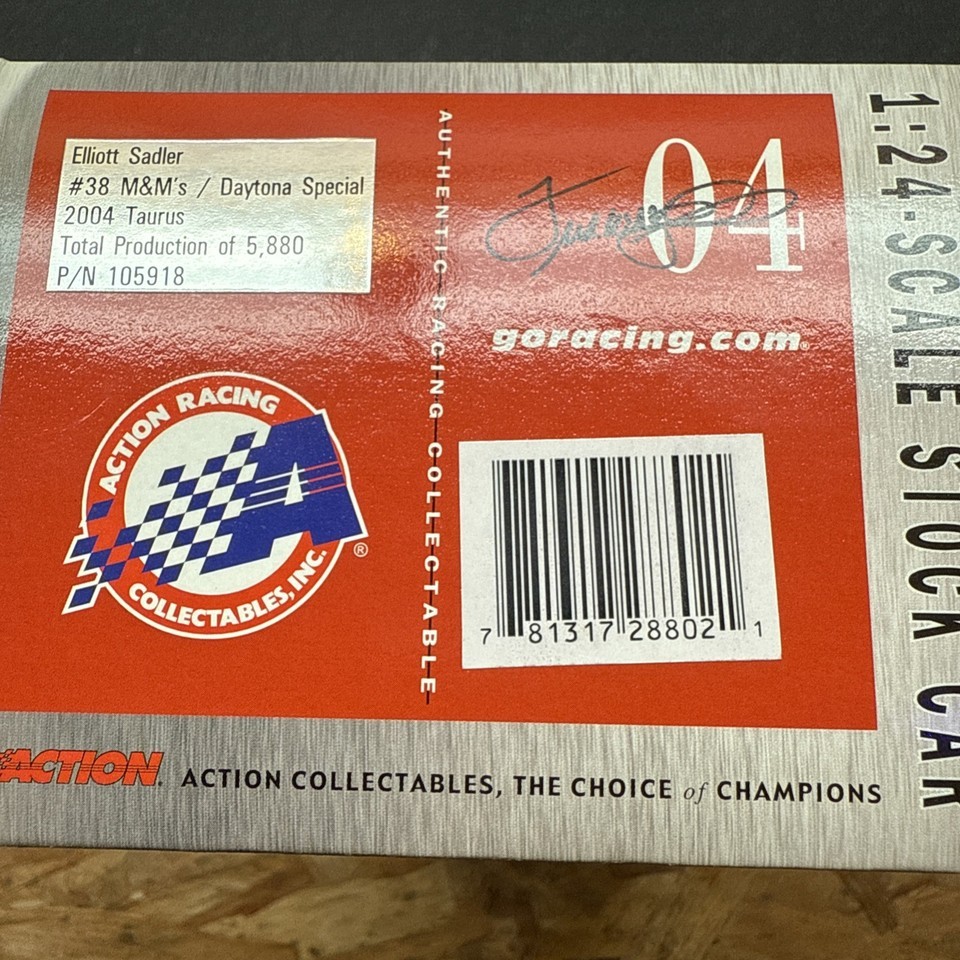 Elliott Sadler
#38 M&M's / Daytona Special
2004 Taurus
Total Production of 5,880
P/N 105918
AUTHENTIC RACING COLLECTABLE
04
goracing.com®
ACTION RACING
COLLECTABLES, INC.
®
7 81317 28802 1
1:24-SCALE STOCK CAR
ACTION.
ACTION COLLECTABLES, THE CHOICE of CHAMPIONS